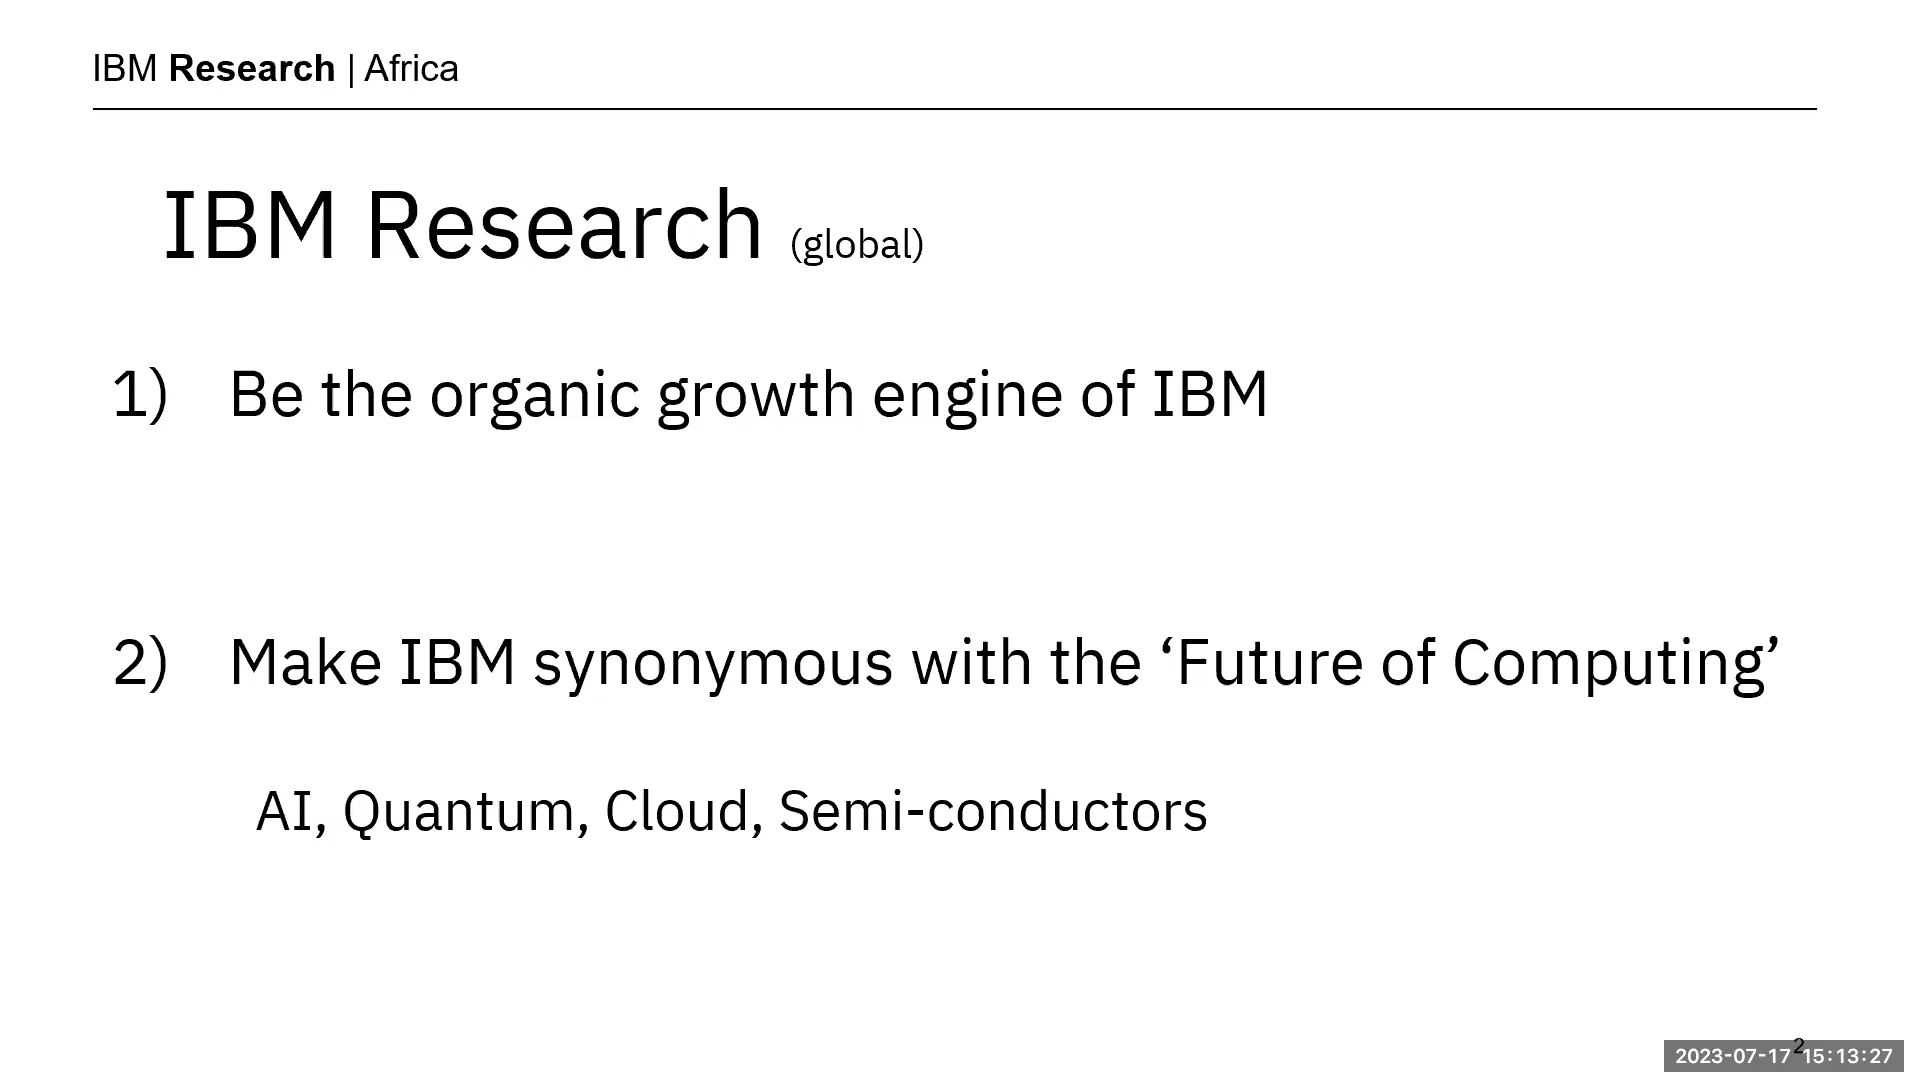 IBM Research | Africa
IBM Research (global)
1) Be the organic growth engine of IBM
2) Make IBM synonymous with the ‘Future of Computing’
AI, Quantum, Cloud, Semi-conductors
2
2023-07-17 15:13:27